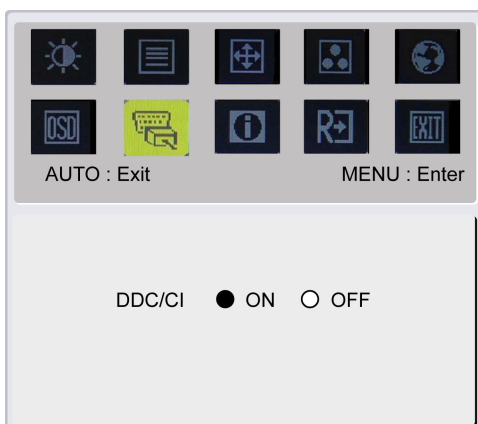 OSD
R
EXIT
AUTO : Exit MENU : Enter
DDC/CI ON OFF